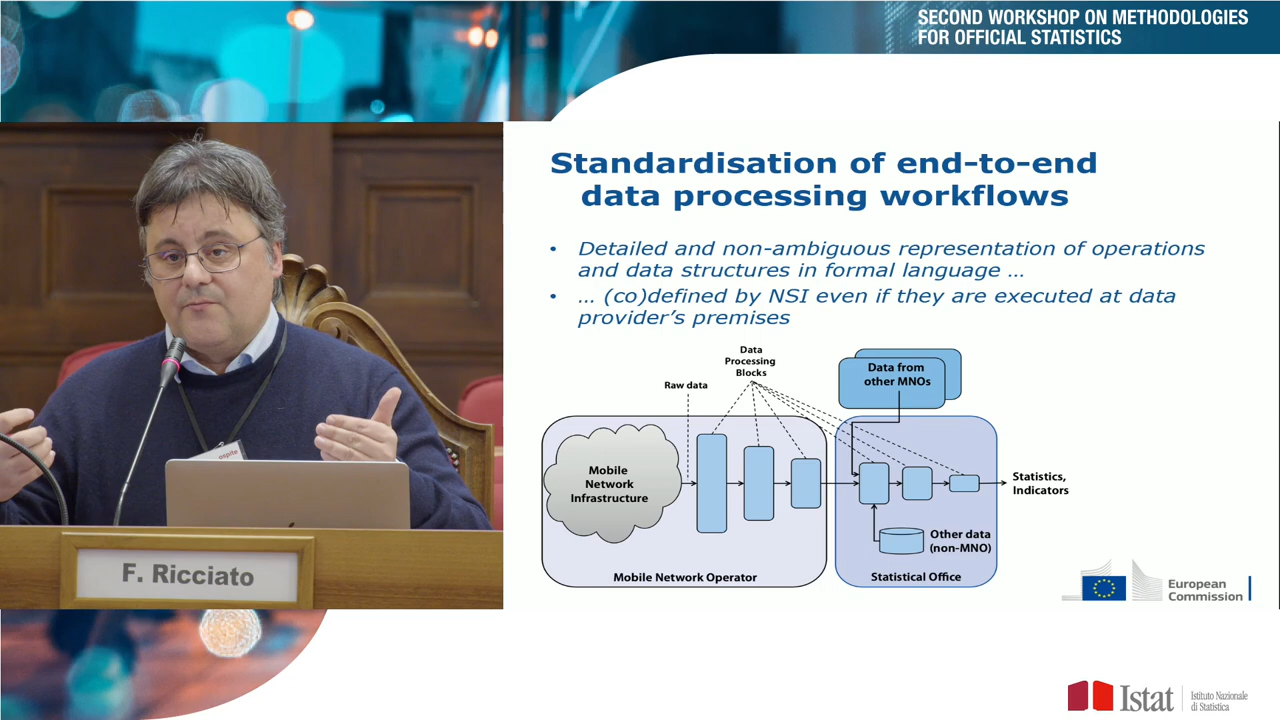 SECOND WORKSHOP ON METHODOLOGIES
FOR OFFICIAL STATISTICS
Standardisation of end-to-end
data processing workflows
• Detailed and non-ambiguous representation of operations
and data structures in formal language ...
• ... (co)defined by NSI even if they are executed at data
provider's premises
Data
Processing
Blocks
Raw data
Data from
other MNOs
Mobile
Network
Infrastructure
Statistics,
Indicators
Other data
(non-MNO)
Mobile Network Operator
Statistical Office
European
Commission
ospite
F. Ricciato
Istat
Istituto Nazionale
di Statistica